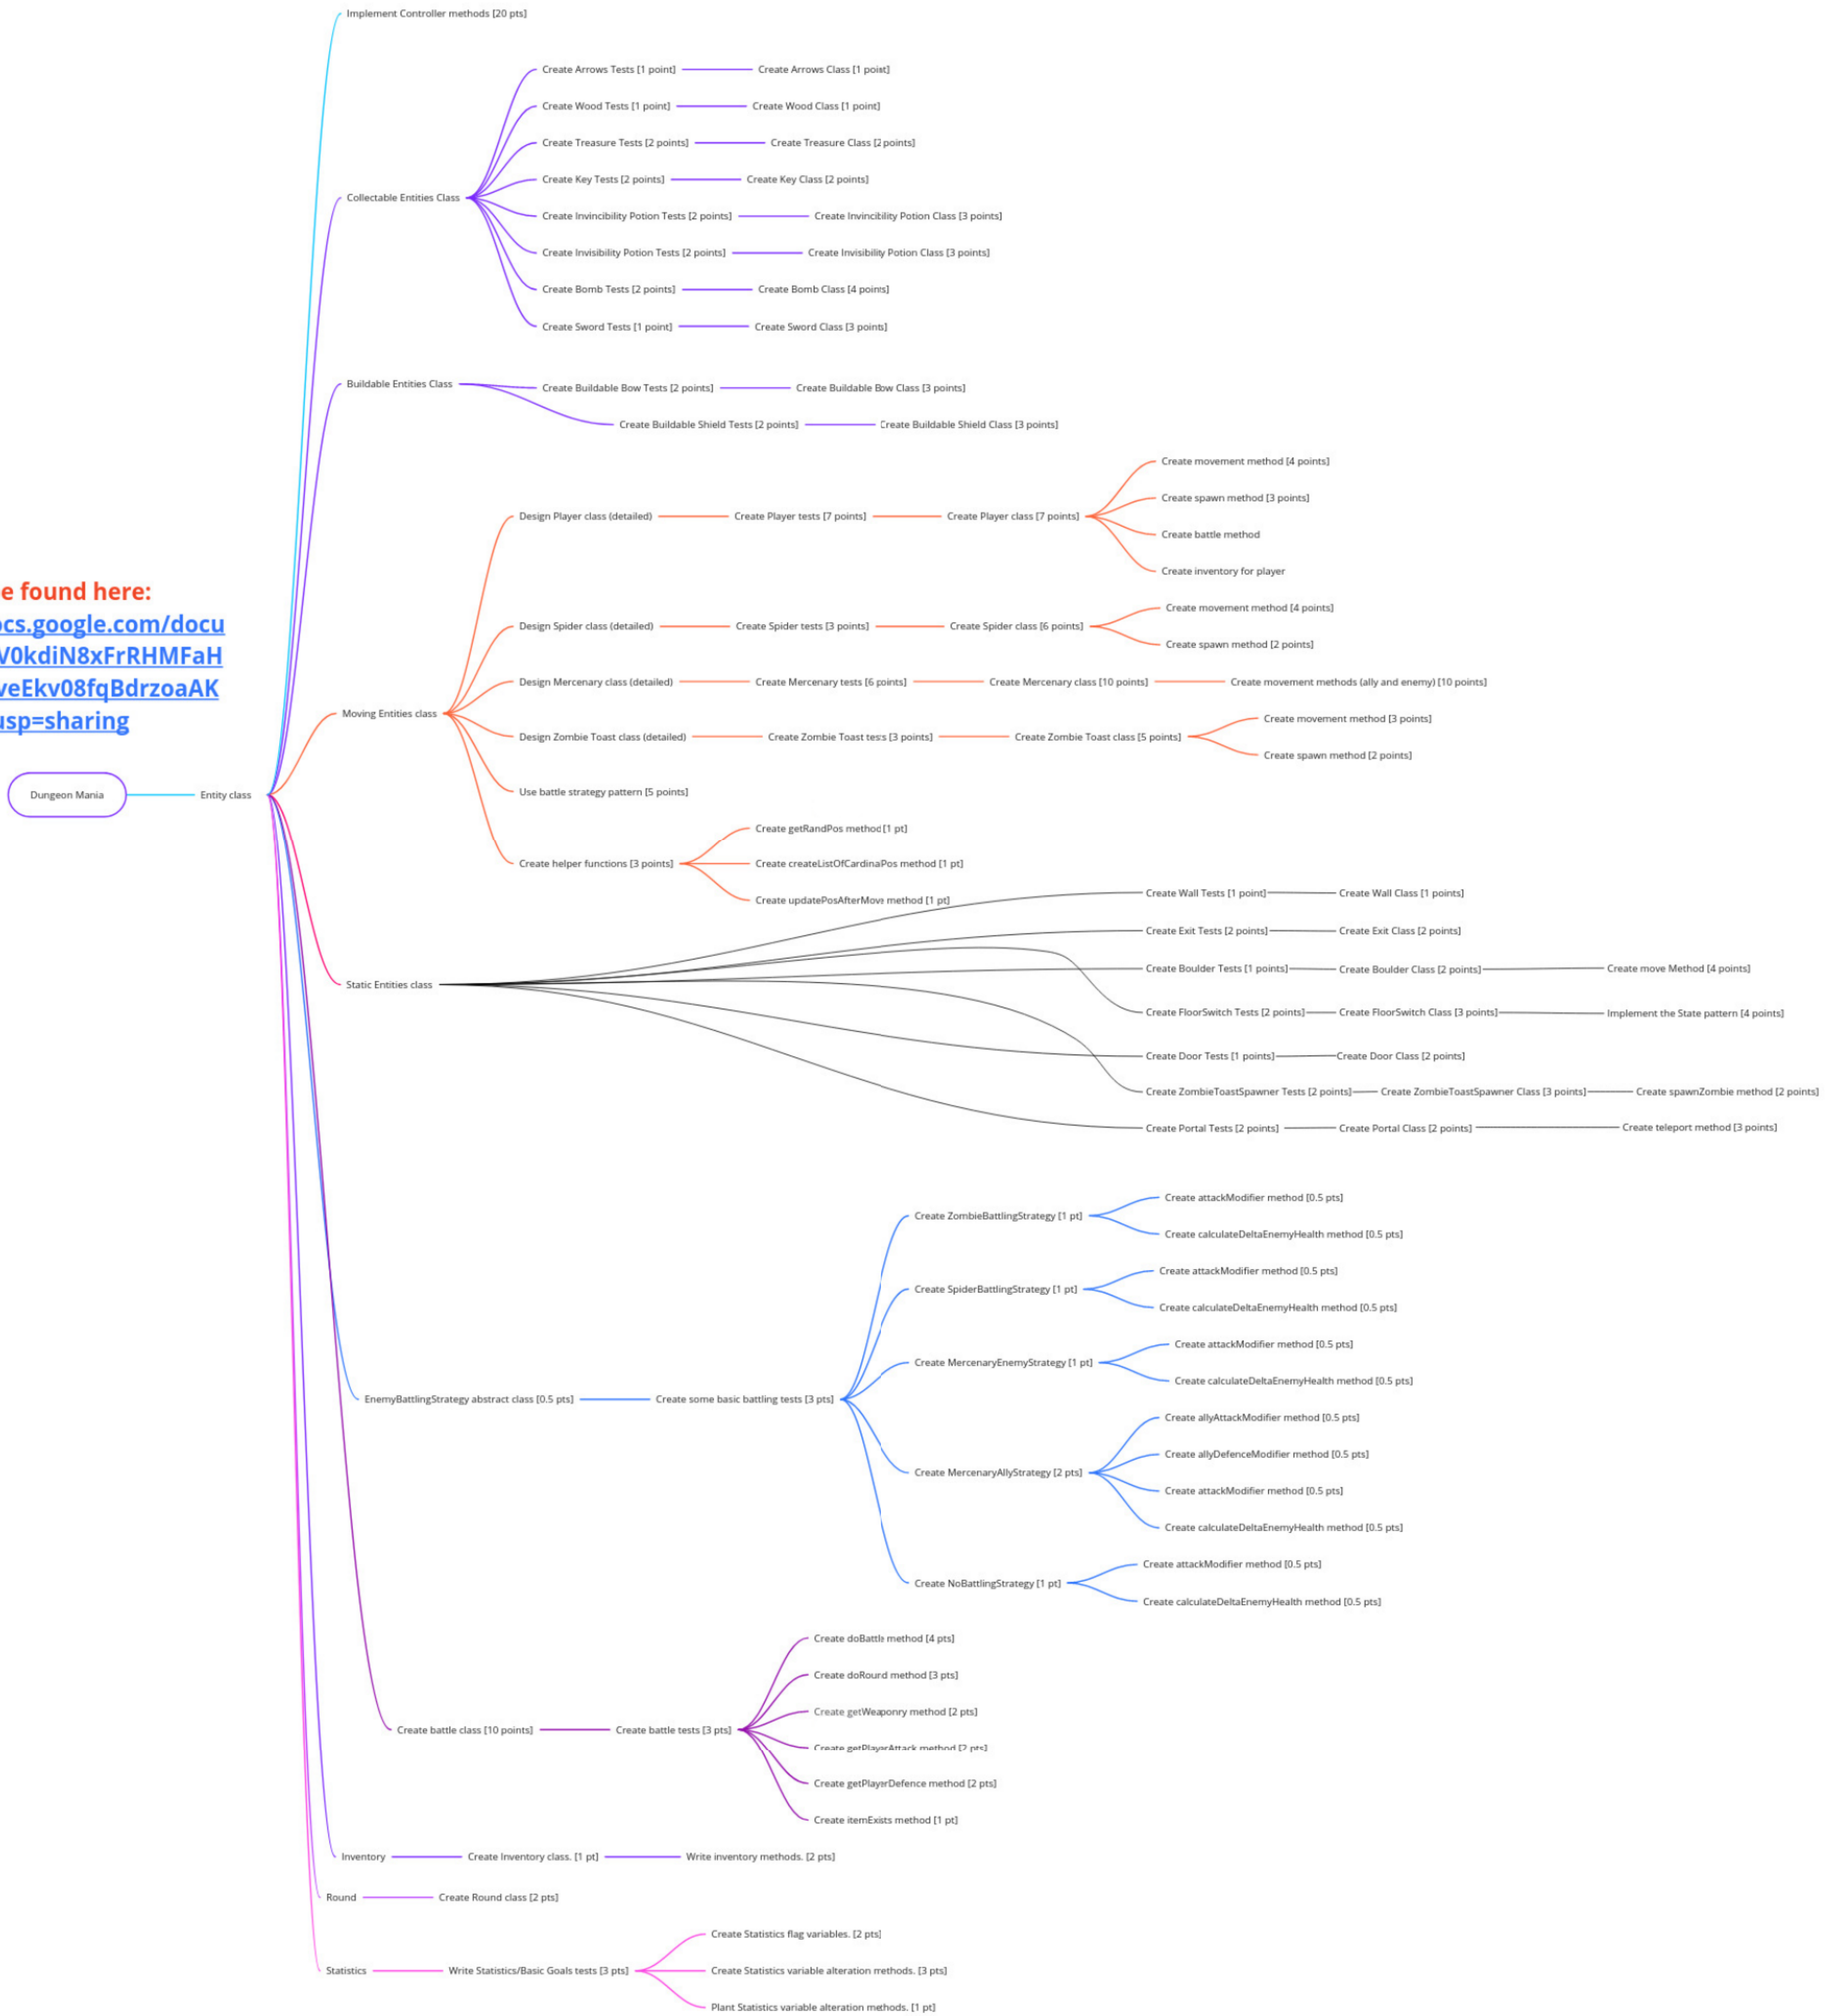 Implement Controller methods [20 pts]
Create Arrows Tests [1 point] Create Arrows Class [1 point]
Create Wood Tests [1 point] Create Wood Class [1 point]
Create Treasure Tests [2 points] Create Treasure Class [2 points]
Create Key Tests [2 points] Create Key Class [2 points]
Collectable Entities Class
Create Invincibility Potion Tests [2 points] Create Invincibility Potion Class [3 points]
Create Invisibility Potion Tests [2 points] Create Invisibility Potion Class [3 points]
Create Bomb Tests [2 points] Create Bomb Class [4 points]
Create Sword Tests [1 point] Create Sword Class [3 points]
Buildable Entities Class
Create Buildable Bow Tests [2 points] Create Buildable Bow Class [3 points]
Create Buildable Shield Tests [2 points] Create Buildable Shield Class [3 points]
Create movement method [4 points]
Create spawn method [3 points]
Design Player class (detailed) Create Player tests [7 points] Create Player class [7 points]
Create battle method
Create inventory for player
e found here:
ocs.google.com/docu
V0kdiN8xFrRHMFaH
veEkv08fqBdrzoaAK
usp=sharing
Create movement method [4 points]
Design Spider class (detailed) Create Spider tests [3 points] Create Spider class [6 points]
Create spawn method [2 points]
Design Mercenary class (detailed) Create Mercenary tests [6 points] Create Mercenary class [10 points] Create movement methods (ally and enemy) [10 points]
Moving Entities class
Create movement method [3 points]
Design Zombie Toast class (detailed) Create Zombie Toast tests [3 points] Create Zombie Toast class [5 points]
Create spawn method [2 points]
Use battle strategy pattern [5 points]
Dungeon Mania Entity class
Create getRandPos method [1 pt]
Create helper functions [3 points] Create createListOfCardinalPos method [1 pt]
Create updatePosAfterMove method [1 pt]
Create Wall Tests [1 point] Create Wall Class [1 points]
Create Exit Tests [2 points] Create Exit Class [2 points]
Create Boulder Tests [1 points] Create Boulder Class [2 points] Create move Method [4 points]
Static Entities class
Create FloorSwitch Tests [2 points] Create FloorSwitch Class [3 points] Implement the State pattern [4 points]
Create Door Tests [1 points] Create Door Class [2 points]
Create ZombieToastSpawner Tests [2 points] Create ZombieToastSpawner Class [3 points] Create spawnZombie method [2 points]
Create Portal Tests [2 points] Create Portal Class [2 points] Create teleport method [3 points]
Create attackModifier method [0.5 pts]
Create ZombieBattlingStrategy [1 pt]
Create calculateDeltaEnemyHealth method [0.5 pts]
Create attackModifier method [0.5 pts]
Create SpiderBattlingStrategy [1 pt]
Create calculateDeltaEnemyHealth method [0.5 pts]
Create attackModifier method [0.5 pts]
Create MercenaryEnemyStrategy [1 pt]
Create calculateDeltaEnemyHealth method [0.5 pts]
EnemyBattlingStrategy abstract class [0.5 pts] Create some basic battling tests [3 pts]
Create allyAttackModifier method [0.5 pts]
Create allyDefenceModifier method [0.5 pts]
Create MercenaryAllyStrategy [2 pts]
Create attackModifier method [0.5 pts]
Create calculateDeltaEnemyHealth method [0.5 pts]
Create attackModifier method [0.5 pts]
Create NoBattlingStrategy [1 pt]
Create calculateDeltaEnemyHealth method [0.5 pts]
Create doBattle method [4 pts]
Create doRound method [3 pts]
Create getWeaponry method [2 pts]
Create battle class [10 points] Create battle tests [3 pts]
Create getPlayerAttack method [2 pts]
Create getPlayerDefence method [2 pts]
Create itemExists method [1 pt]
Inventory Create Inventory class. [1 pt] Write inventory methods. [2 pts]
Round Create Round class [2 pts]
Create Statistics flag variables. [2 pts]
Statistics Write Statistics/Basic Goals tests [3 pts] Create Statistics variable alteration methods. [3 pts]
Plant Statistics variable alteration methods. [1 pt]